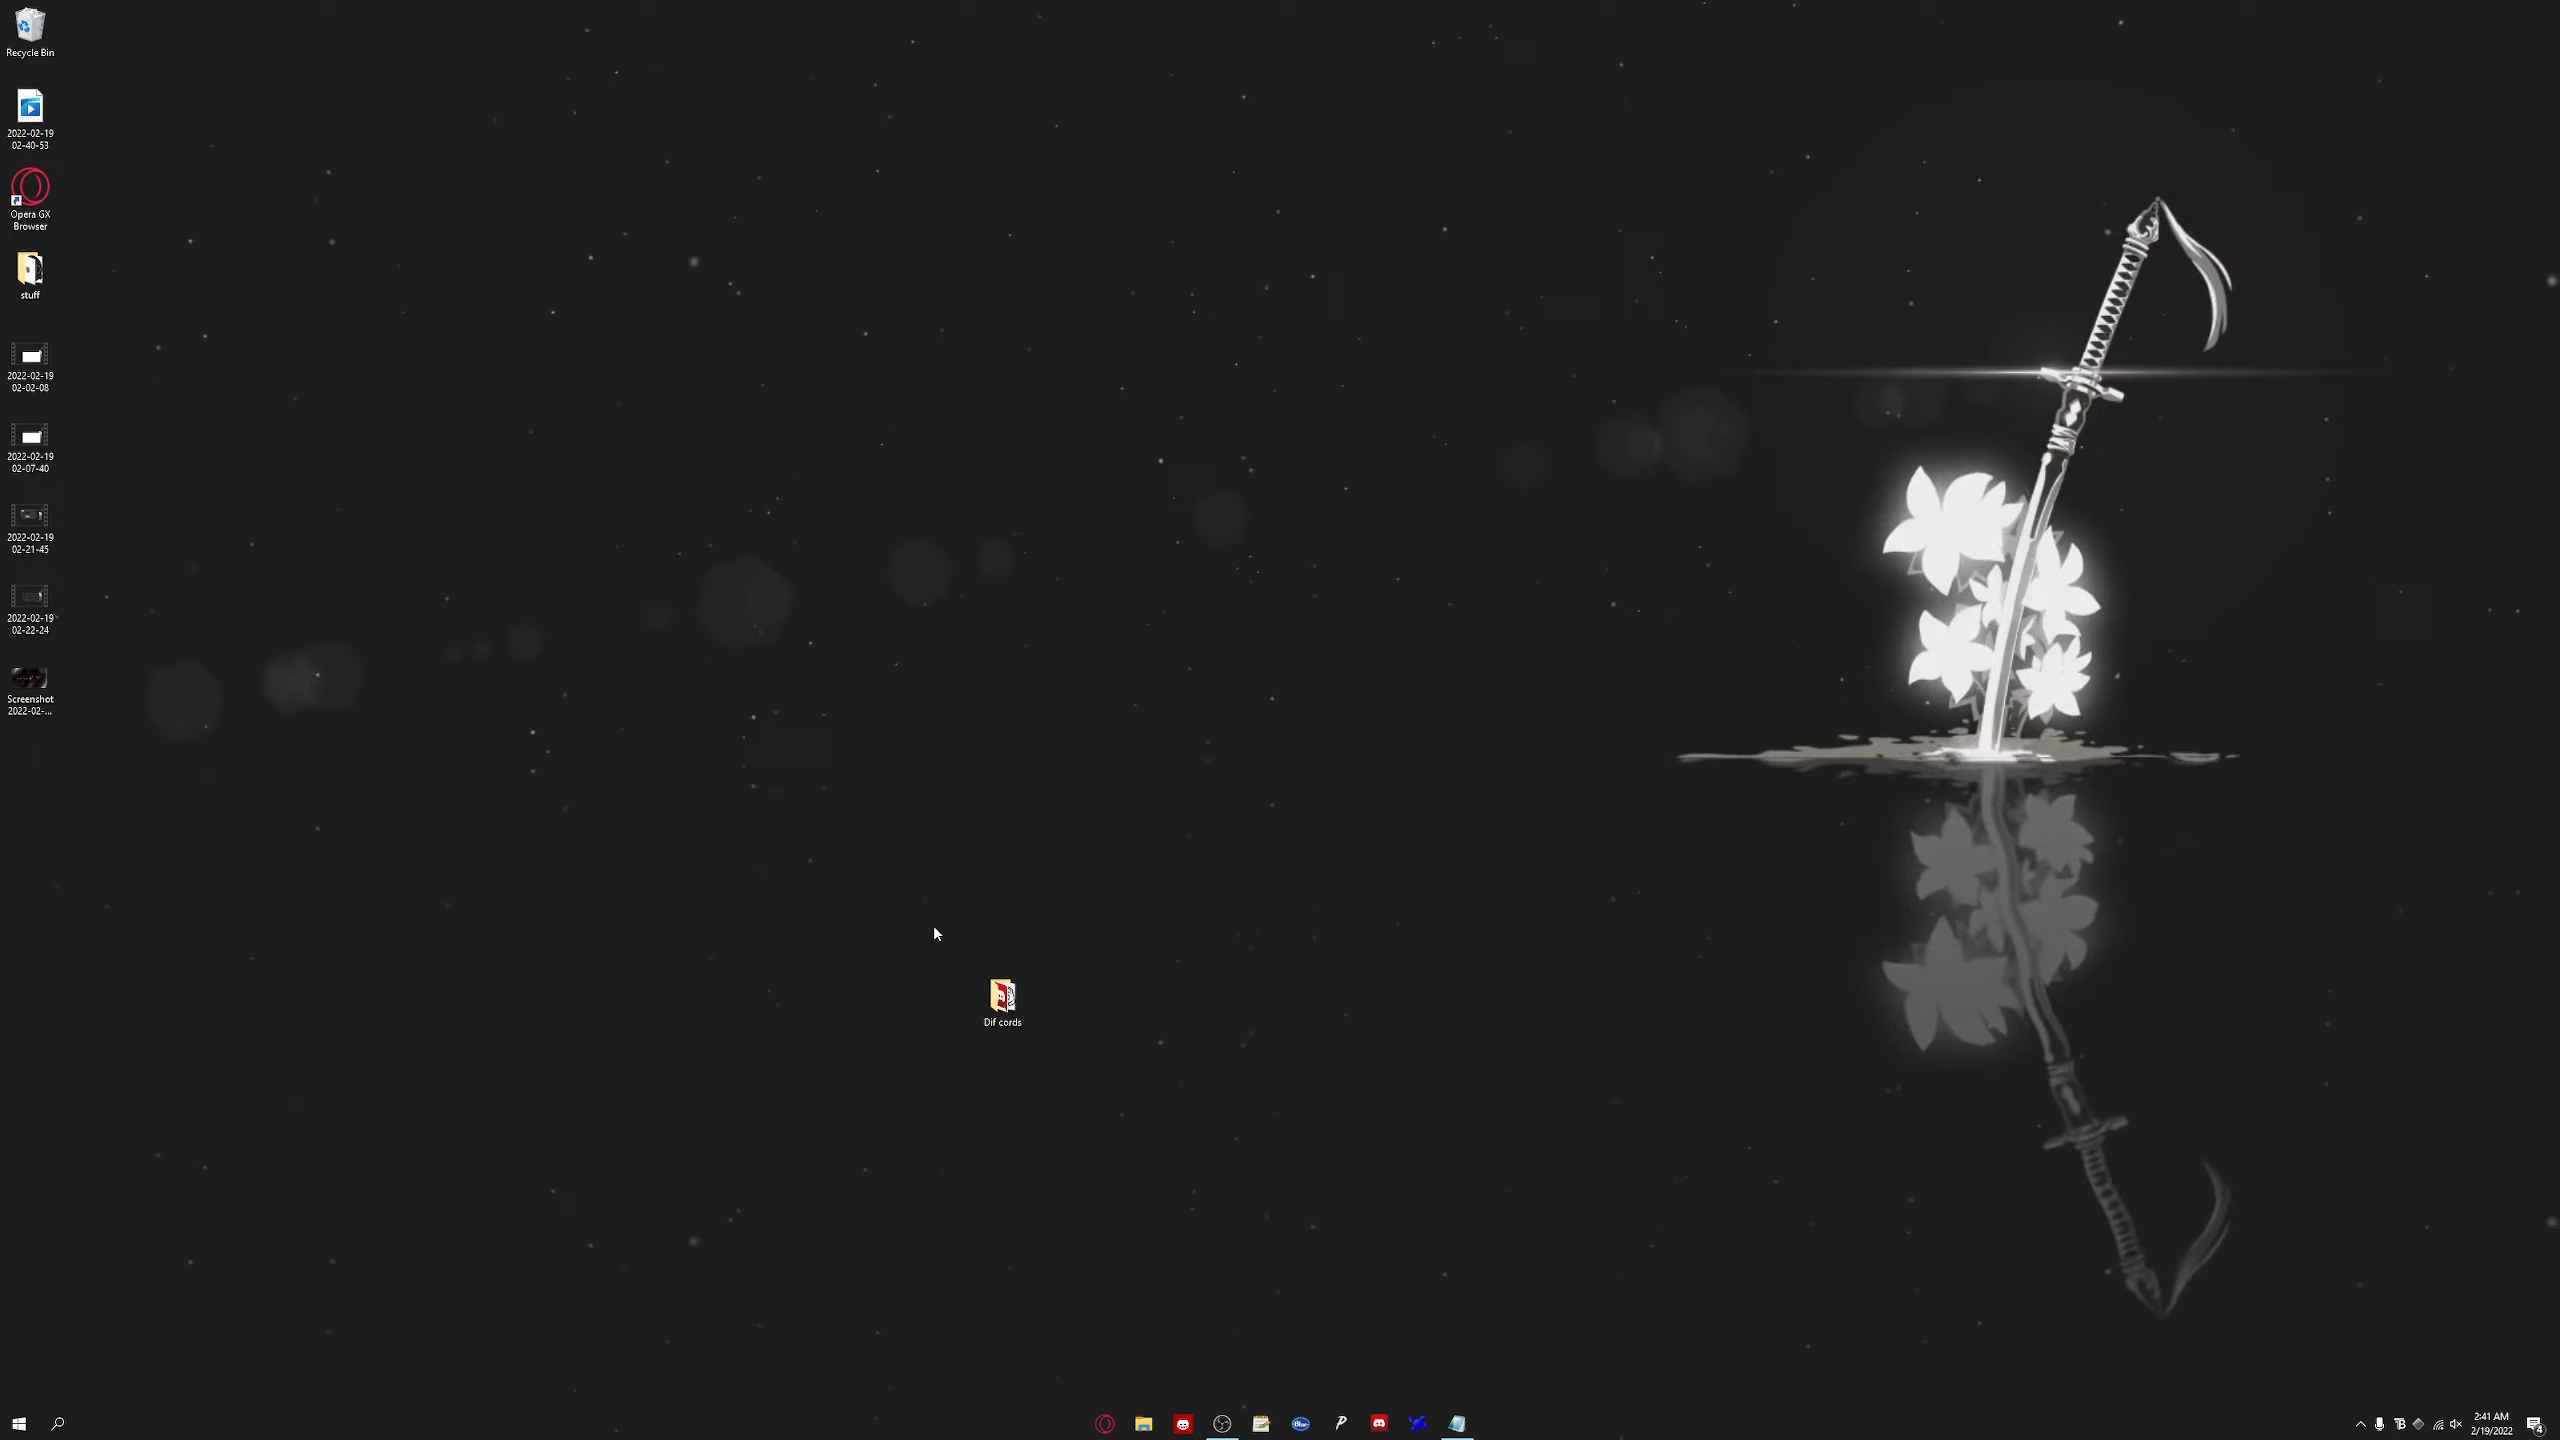 Recycle Bin
2022-02-19
02-40-53
Opera GX
Browser
stuff
2022-02-19
02-02-08
2022-02-19
02-07-40
2022-02-19
02-21-45
2022-02-19
02-22-24
Screenshot
2022-02-...
Dif cords
Blue
2:41 AM
2/19/2022
4